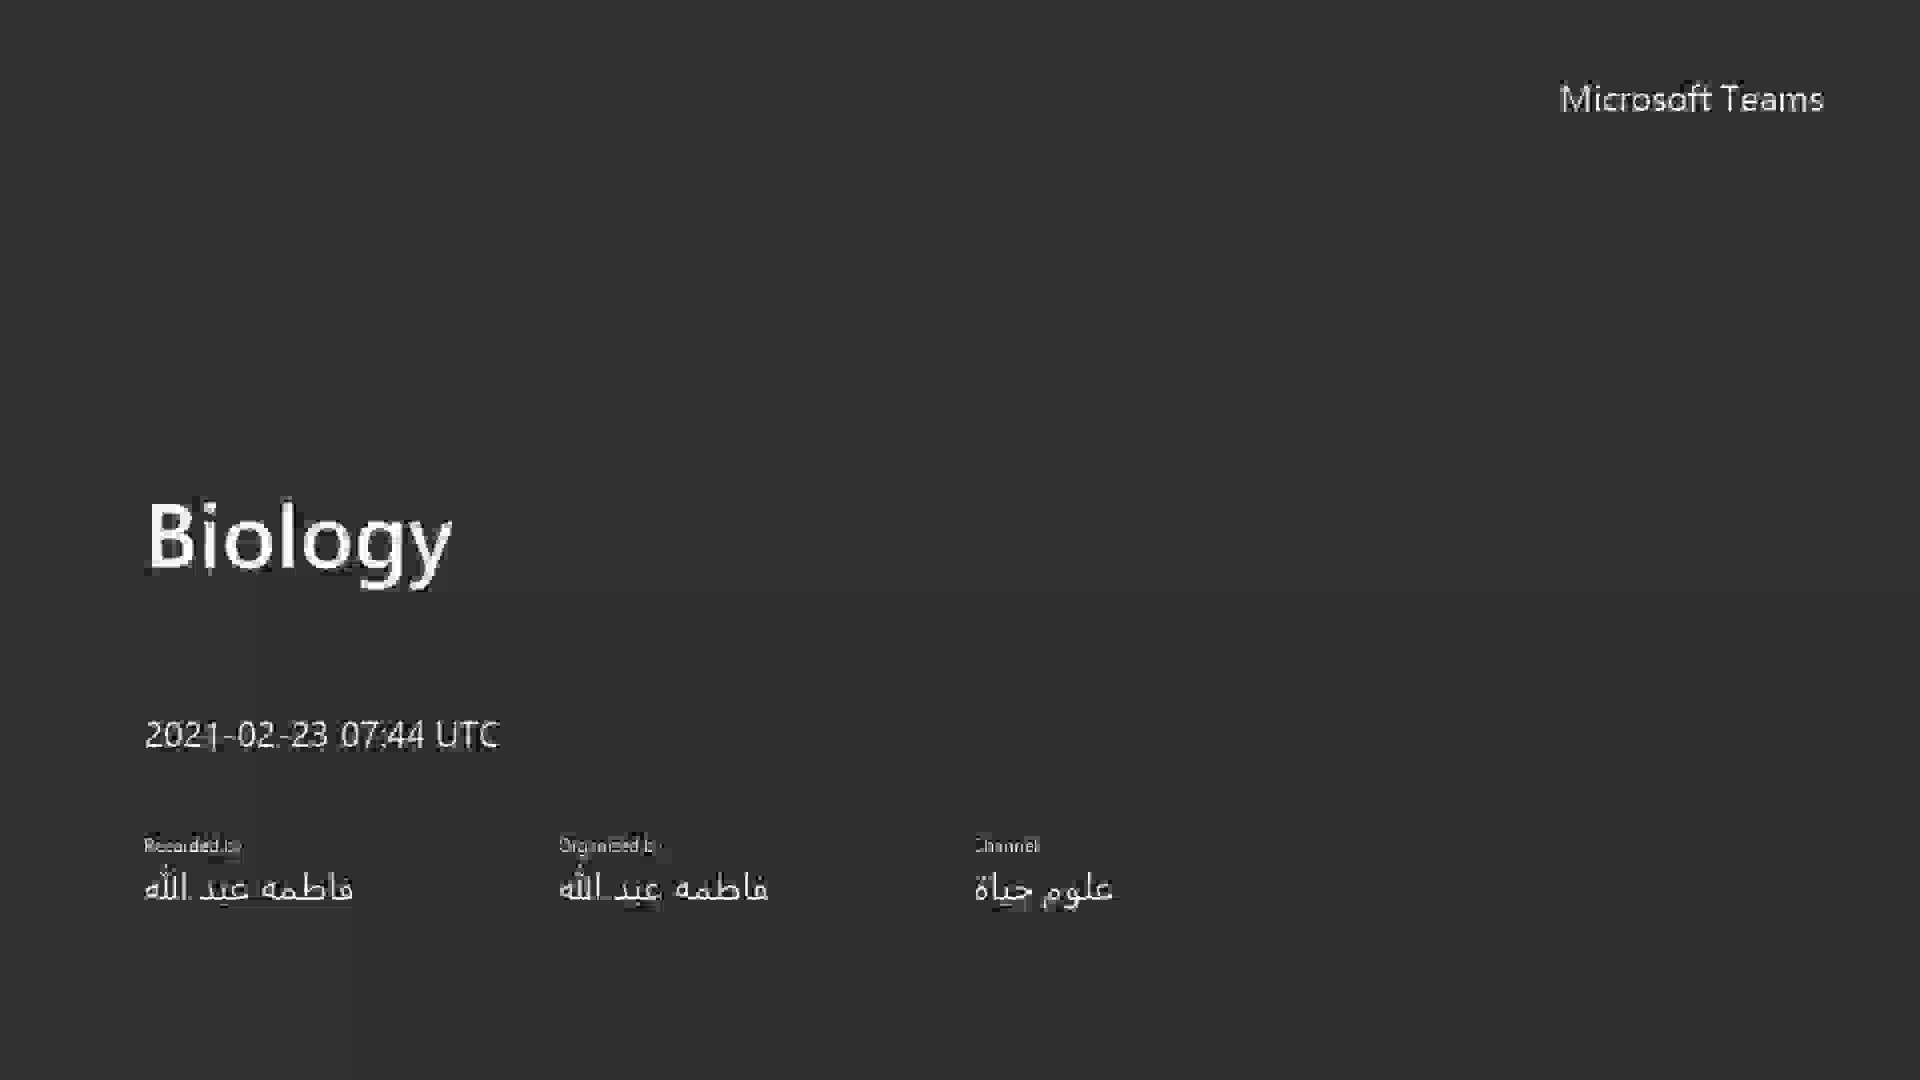 Microsoft Teams
Biology
2021-02-23 07:44 UTC
Recorded by
Organized by
Channel
فاطمه عبد الله
فاطمه عبد الله
علوم حياة